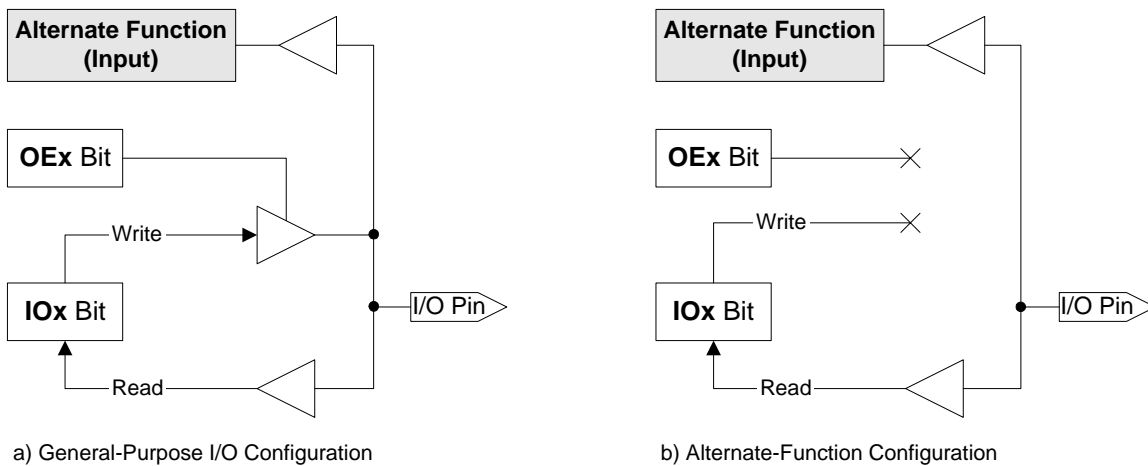 Alternate Function
(Input)
OEx Bit
Write
IOx Bit
I/O Pin
Read
a) General-Purpose I/O Configuration
Alternate Function
(Input)
OEx Bit
Write
IOx Bit
I/O Pin
Read
b) Alternate-Function Configuration